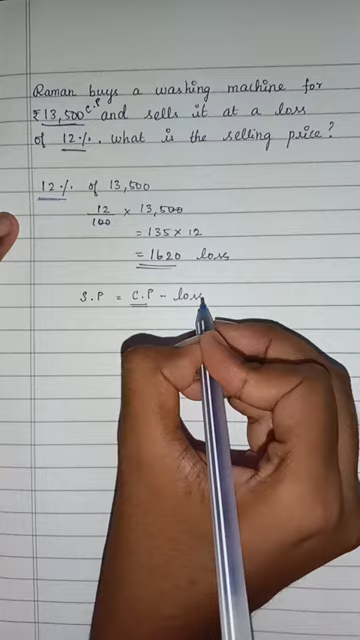 Raman buys a washing machine for
₹13,500 C.P and sells it at a loss
of 12%. what is the selling price?
12% of 13,500
12/100 × 13,500
= 135 × 12
= 1620 loss
S.P = C.P - loss